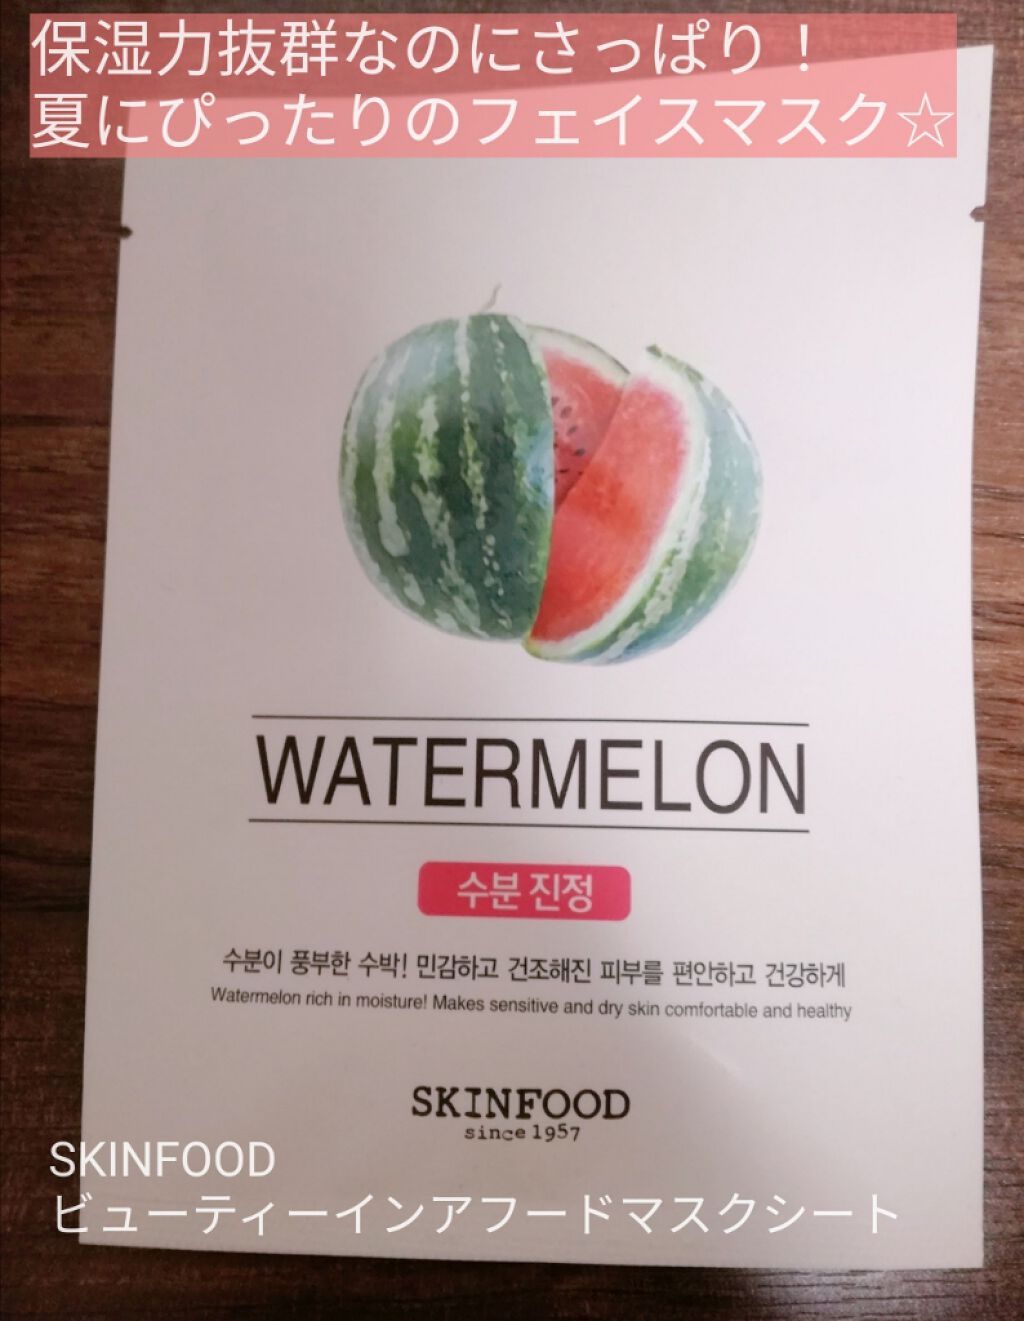 保湿力抜群なのにさっぱり！
夏にぴったりのフェイスマスク☆
WATERMELON
수분 진정
수분이 풍부한 수박! 민감하고 건조해진 피부를 편안하고 건강하게
Watermelon rich in moisture! Makes sensitive and dry skin comfortable and healthy
SKINFOOD
since 1957
SKINFOOD
ビューティーインアフードマスクシート